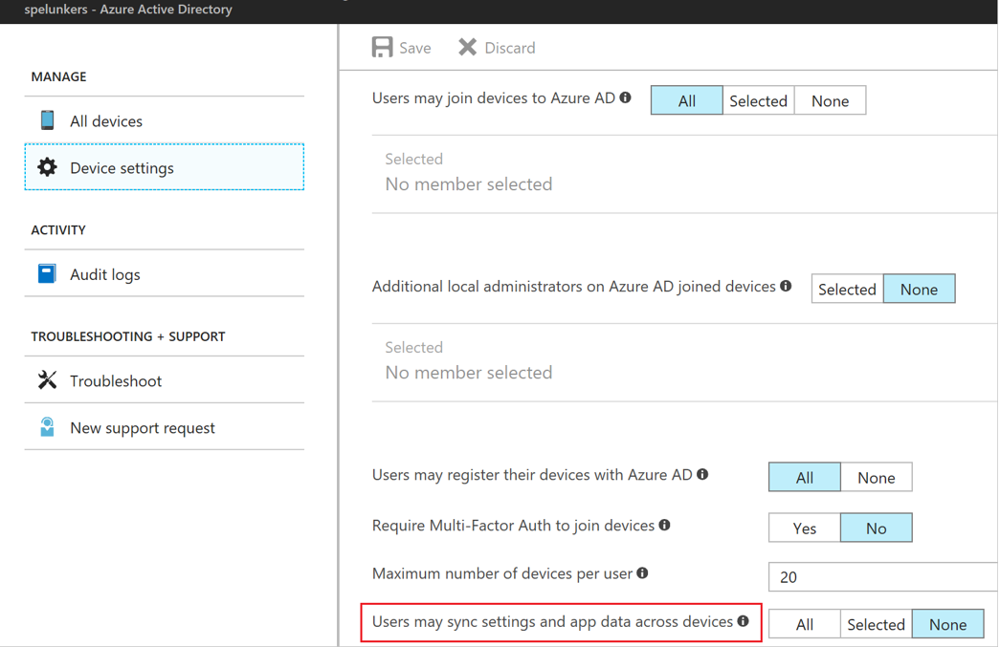 spelunkers - Azure Active Directory
MANAGE
All devices
Device settings
ACTIVITY
Audit logs
TROUBLESHOOTING + SUPPORT
Troubleshoot
New support request
Save Discard
Users may join devices to Azure AD All Selected None
Selected
No member selected
Additional local administrators on Azure AD joined devices Selected None
Selected
No member selected
Users may register their devices with Azure AD All None
Require Multi-Factor Auth to join devices Yes No
Maximum number of devices per user 20
Users may sync settings and app data across devices All Selected None